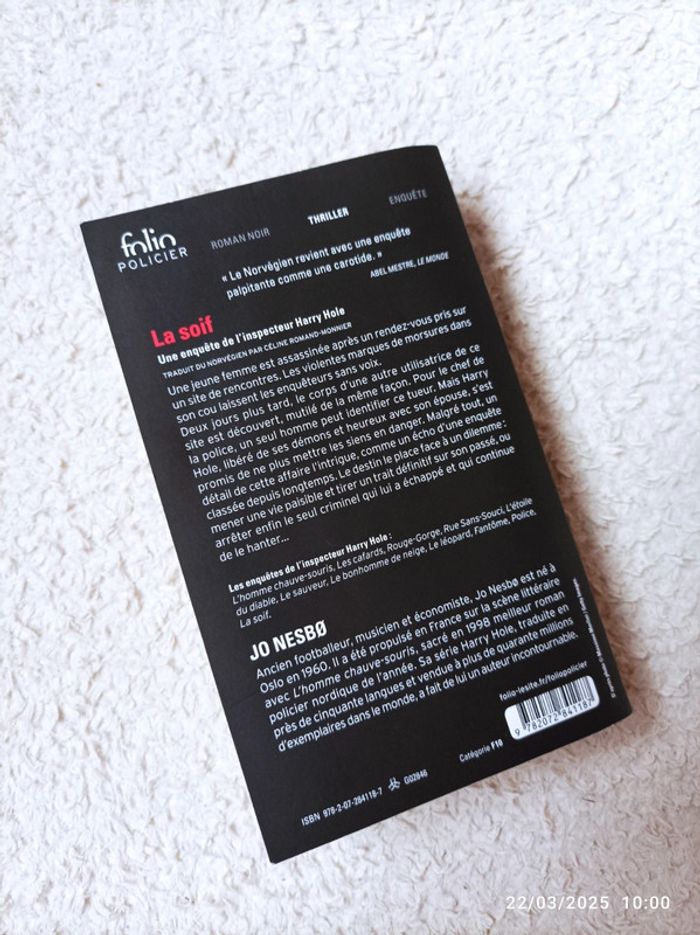 folio
POLICIER
ROMAN NOIR
THRILLER
ENQUÊTE
« Le Norvégien revient avec une enquête
palpitante comme une carotide. »
ABEL MESTRE, LE MONDE
La soif
Une enquête de l'inspecteur Harry Hole
TRADUIT DU NORVÉGIEN PAR CÉLINE ROMAND-MONNIER
Une jeune femme est assassinée après un rendez-vous pris sur
un site de rencontres. Les violentes marques de morsures dans
son cou laissent les enquêteurs sans voix.
Deux jours plus tard, le corps d'une autre utilisatrice de ce
site est découvert, mutilé de la même façon. Pour le chef de
la police, un seul homme peut identifier ce tueur. Mais Harry
Hole, libéré de ses démons et heureux avec son épouse, s'est
promis de ne plus mettre les siens en danger. Malgré tout, un
détail de cette affaire l'intrigue, comme un écho d'une enquête
classée depuis longtemps. Le destin le place face à un dilemme :
mener une vie paisible et tirer un trait définitif sur son passé, ou
arrêter enfin le seul criminel qui lui a échappé et qui continue
de le hanter...
Les enquêtes de l'inspecteur Harry Hole :
L'homme chauve-souris, Les cafards, Rouge-Gorge, Rue Sans-Souci, L'étoile
du diable, Le sauveur, Le bonhomme de neige, Le léopard, Fantôme, Police,
La soif.
JO NESBØ
Ancien footballeur, musicien et économiste, Jo Nesbø est né à
Oslo en 1960. Il a été propulsé en France sur la scène littéraire
avec L'homme chauve-souris, sacré en 1998 meilleur roman
policier nordique de l'année. Sa série Harry Hole, traduite en
près de cinquante langues et vendue à plus de quarante millions
d'exemplaires dans le monde, a fait de lui un auteur incontournable.
folio-lesite.fr/foliopolicier
9 782072 841187
Catégorie F10
ISBN 978-2-07-284118-7
G02846
22/03/2025 10:00